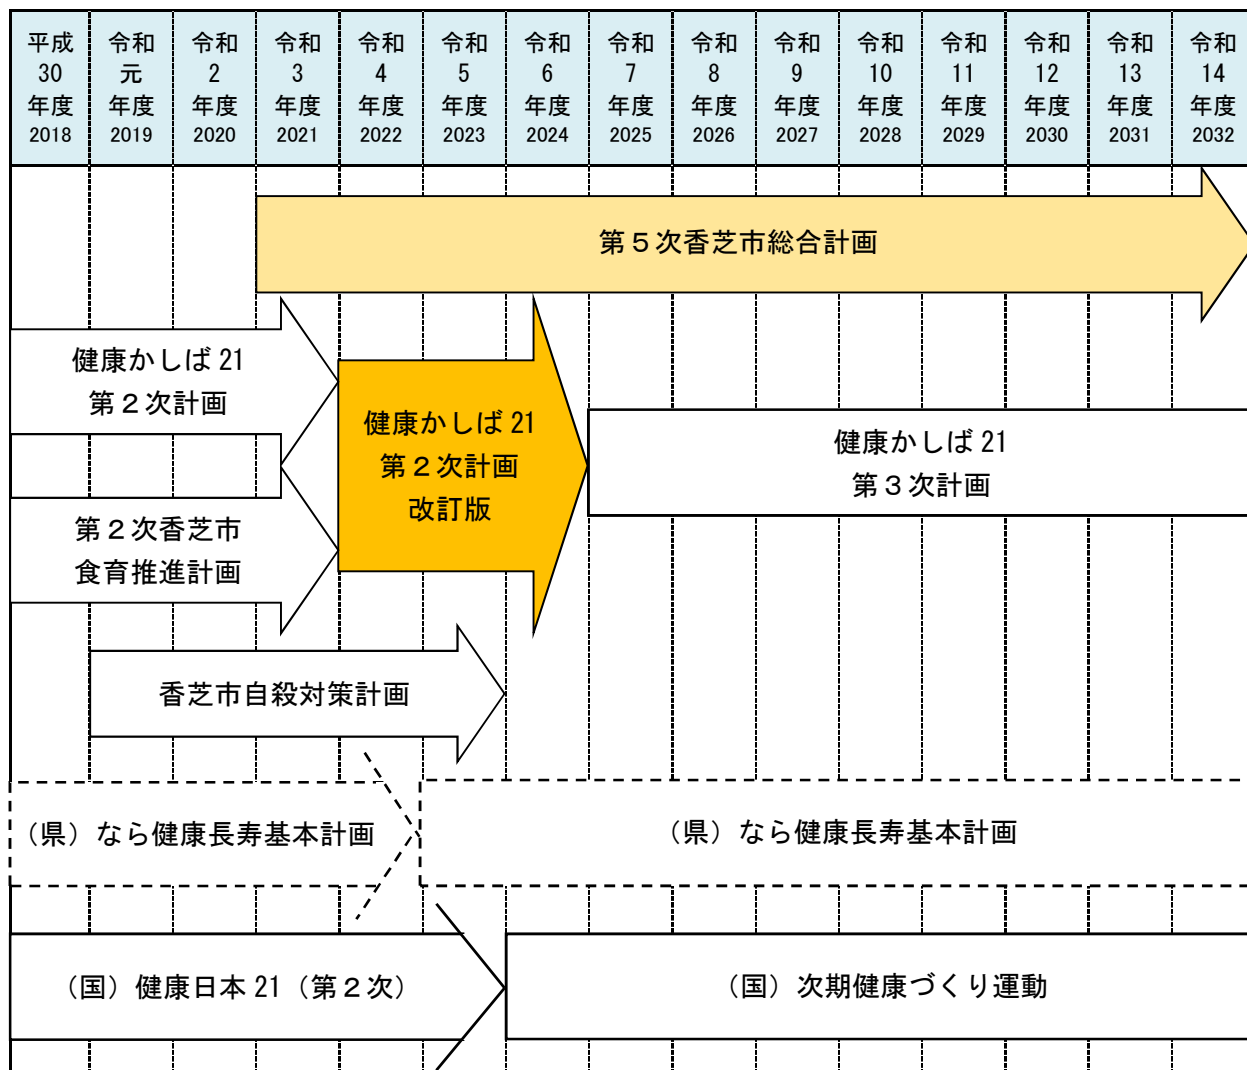 平成
30
年度
2018
令和
元
年度
2019
令和
2
年度
2020
令和
3
年度
2021
令和
4
年度
2022
令和
5
年度
2023
令和
6
年度
2024
令和
7
年度
2025
令和
8
年度
2026
令和
9
年度
2027
令和
10
年度
2028
令和
11
年度
2029
令和
12
年度
2030
令和
13
年度
2031
令和
14
年度
2032
第５次香芝市総合計画
健康かしば 21
第２次計画
健康かしば 21
第２次計画
改訂版
健康かしば 21
第３次計画
第２次香芝市
食育推進計画
香芝市自殺対策計画
（県）なら健康長寿基本計画
（県）なら健康長寿基本計画
（国）健康日本 21（第２次）
（国）次期健康づくり運動